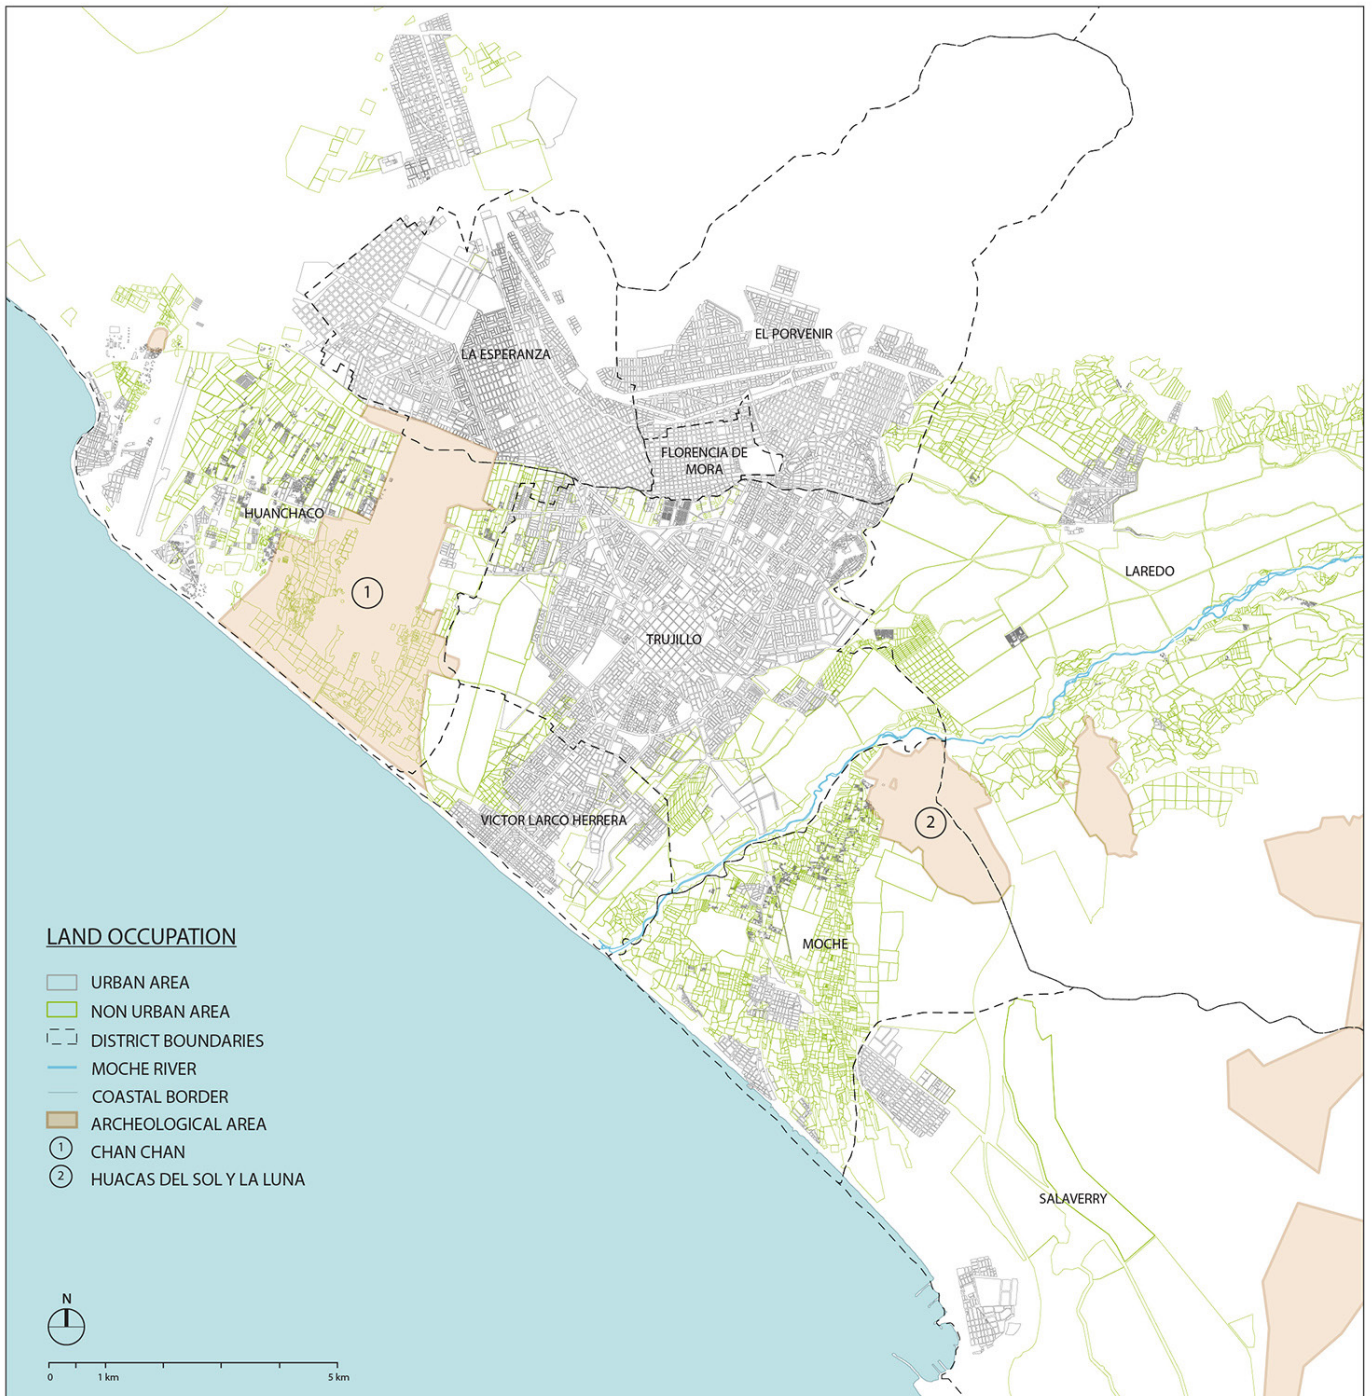 LA ESPERANZA
EL PORVENIR
FLORENCIA DE
MORA
HUANCHACO
1
LAREDO
TRUJILLO
VICTOR LARCO HERRERA
2
MOCHE
SALAVERRY
LAND OCCUPATION
URBAN AREA
NON URBAN AREA
DISTRICT BOUNDARIES
MOCHE RIVER
COASTAL BORDER
ARCHEOLOGICAL AREA
1 CHAN CHAN
2 HUACAS DEL SOL Y LA LUNA
N
0 1 km 5 km